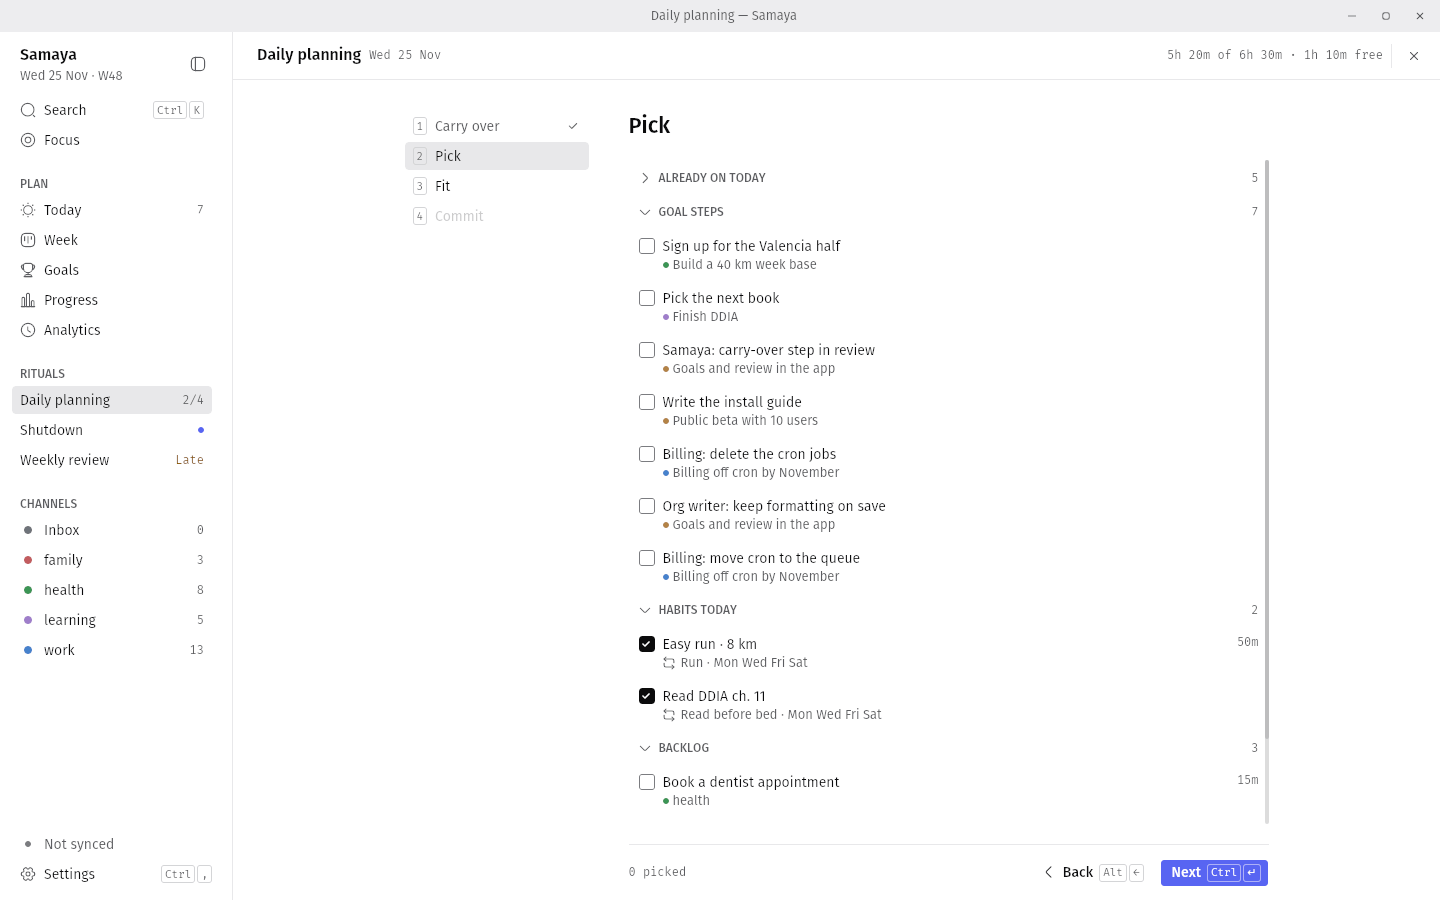 Daily planning — Samaya
Samaya
Wed 25 Nov · W48
Search Ctrl K
Focus
PLAN
Today 7
Week
Goals
Progress
Analytics
RITUALS
Daily planning 2/4
Shutdown
Weekly review Late
CHANNELS
Inbox 0
family 3
health 8
learning 5
work 13
Not synced
Settings Ctrl ,
Daily planning Wed 25 Nov
5h 20m of 6h 30m · 1h 10m free
1 Carry over
2 Pick
3 Fit
4 Commit
Pick
ALREADY ON TODAY 5
GOAL STEPS 7
Sign up for the Valencia half
Build a 40 km week base
Pick the next book
Finish DDIA
Samaya: carry-over step in review
Goals and review in the app
Write the install guide
Public beta with 10 users
Billing: delete the cron jobs
Billing off cron by November
Org writer: keep formatting on save
Goals and review in the app
Billing: move cron to the queue
Billing off cron by November
HABITS TODAY 2
Easy run · 8 km 50m
Run · Mon Wed Fri Sat
Read DDIA ch. 11
Read before bed · Mon Wed Fri Sat
BACKLOG 3
Book a dentist appointment 15m
health
0 picked
Back Alt ←
Next Ctrl ↵